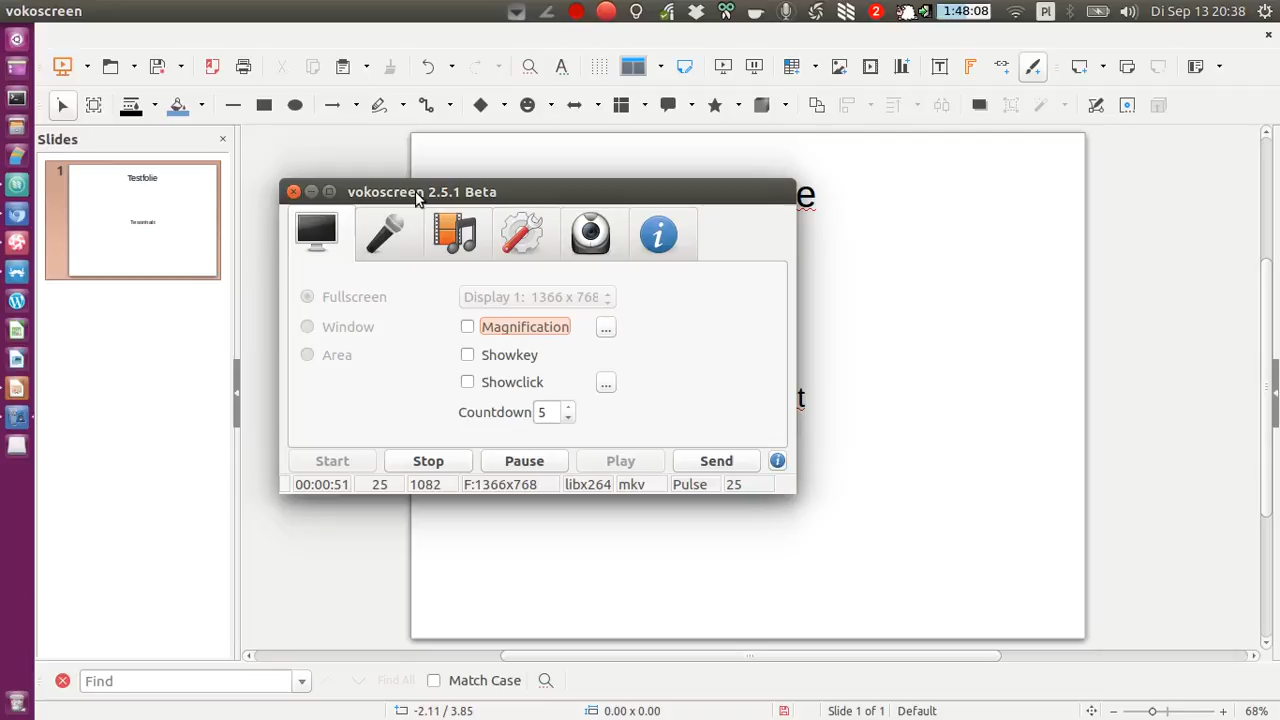 vokoscreen
2
1:48:08
Pl
Di Sep 13 20:38
Slides
1
Testfolie
e
t
vokoscreen 2.5.1 Beta
Fullscreen
Display 1: 1366 x 768
Window
Magnification
...
Area
Showkey
Showclick
...
Countdown 5
Start
Stop
Pause
Play
Send
00:00:51
25
1082
F:1366x768
libx264
mkv
Pulse
25
Find
Find All
Match Case
-2.11 / 3.85
0.00 x 0.00
Slide 1 of 1
Default
68%